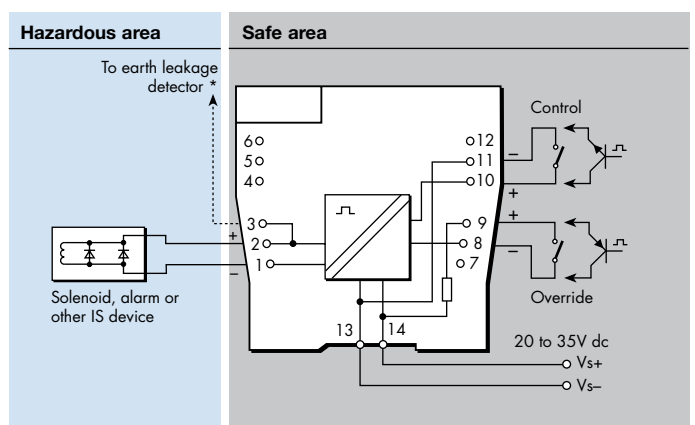 Hazardous area
Safe area
To earth leakage
detector *
Control
6
5
4
3
2
1
+
–
12
11
10
9
8
7
–
+
+
–
Override
Solenoid, alarm or
other IS device
13
14
20 to 35V dc
Vs+
Vs–